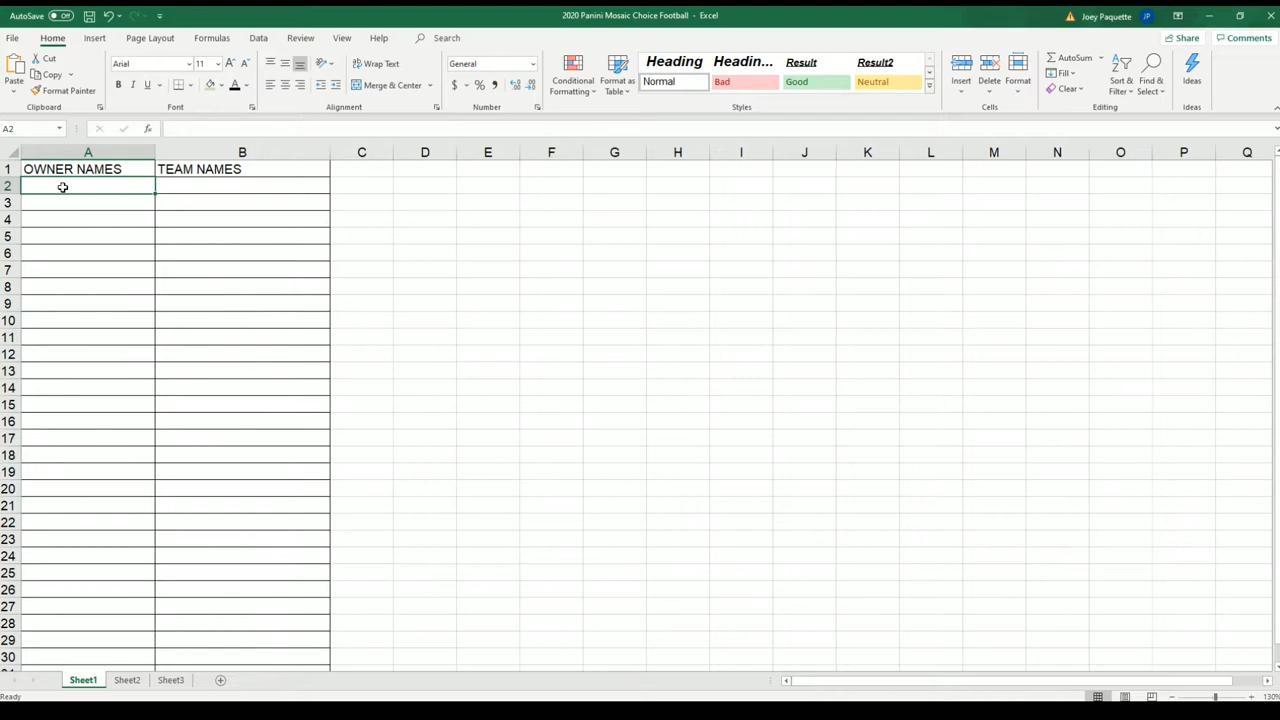 AutoSave Off
2020 Panini Mosaic Choice Football - Excel
Joey Paquette JP
File Home Insert Page Layout Formulas Data Review View Help Search
Share Comments
Paste
Cut
Copy
Format Painter
Clipboard
Arial 11
B I U
Font
Wrap Text
Merge & Center
Alignment
General
$ % ,
Number
Conditional Formatting
Format as Table
Heading Headin... Result Result2
Normal Bad Good Neutral
Styles
Insert Delete Format
Cells
AutoSum
Fill
Clear
Sort & Filter
Find & Select
Editing
Ideas
Ideas
A2 fx
A B C D E F G H I J K L M N O P Q
1 OWNER NAMES TEAM NAMES
2
3
4
5
6
7
8
9
10
11
12
13
14
15
16
17
18
19
20
21
22
23
24
25
26
27
28
29
30
Sheet1 Sheet2 Sheet3
Ready
130%